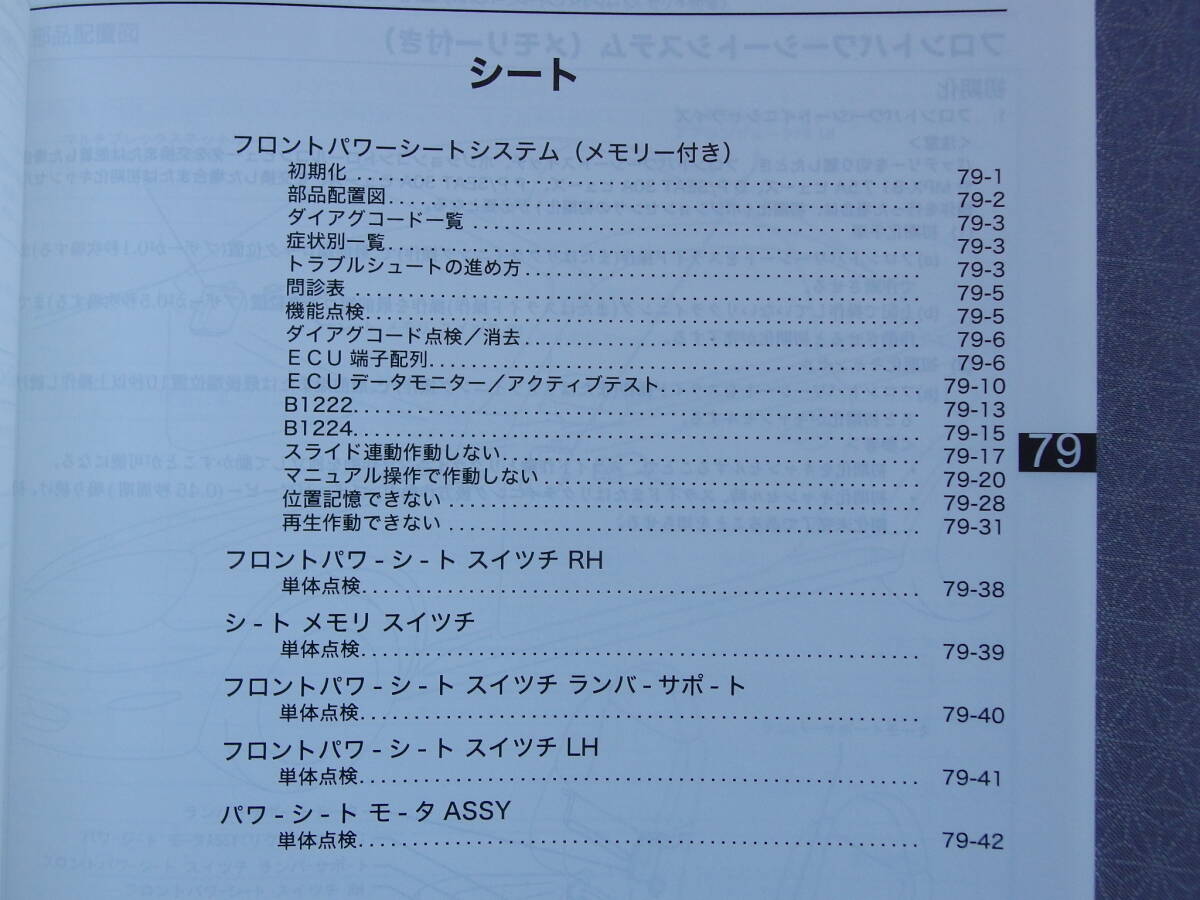 シート
フロントパワーシートシステム（メモリー付き）
初期化 79-1
部品配置図 79-2
ダイアグコード一覧 79-3
症状別一覧 79-3
トラブルシュートの進め方 79-3
問診表 79-5
機能点検 79-5
ダイアグコード点検／消去 79-6
ECU 端子配列 79-6
ECU データモニター／アクティブテスト 79-10
B1222 79-13
B1224 79-15
スライド連動作動しない 79-17
マニュアル操作で作動しない 79-20
位置記憶できない 79-28
再生作動できない 79-31
79
フロントパワ-シ-ト スイツチ RH
単体点検 79-38
シ-ト メモリ スイツチ
単体点検 79-39
フロントパワ-シ-ト スイツチ ランバ-サポ-ト
単体点検 79-40
フロントパワ-シ-ト スイツチ LH
単体点検 79-41
パワ-シ-ト モ-タ ASSY
単体点検 79-42